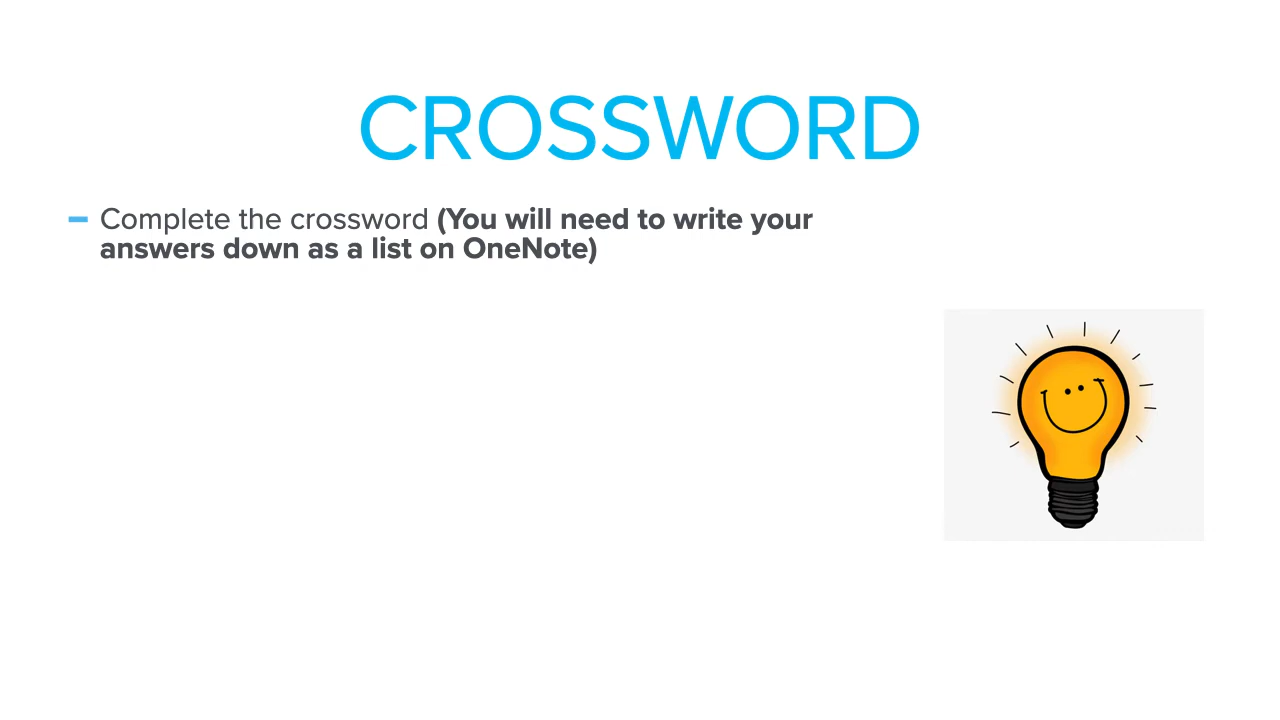 CROSSWORD
Complete the crossword (You will need to write your
answers down as a list on OneNote)